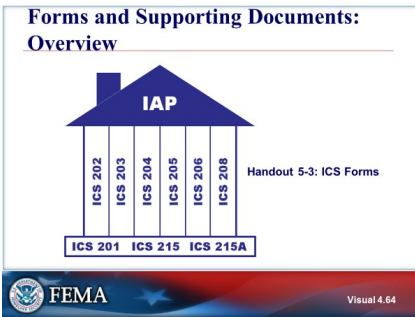 Forms and Supporting Documents:
Overview
IAP
ICS 202
ICS 203
ICS 204
ICS 205
ICS 206
ICS 208
Handout 5-3: ICS Forms
ICS 201 ICS 215 ICS 215A
FEMA
Visual 4.64